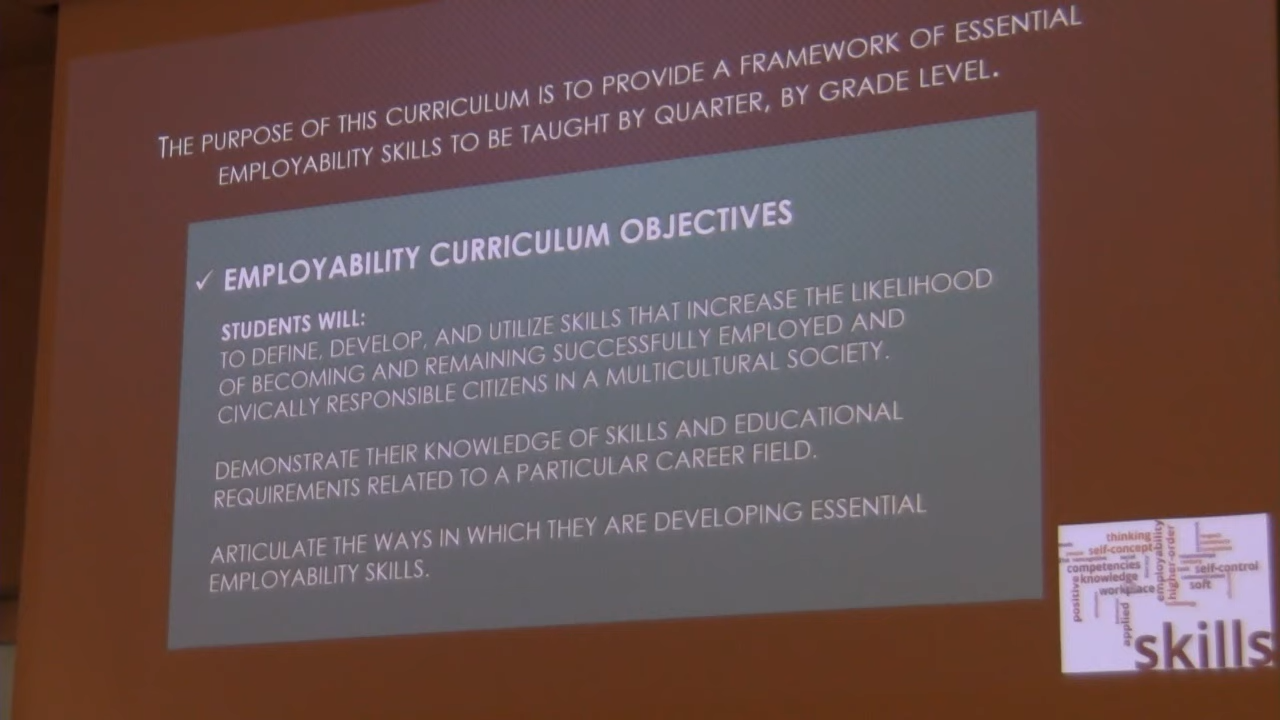 THE PURPOSE OF THIS CURRICULUM IS TO PROVIDE A FRAMEWORK OF ESSENTIAL
EMPLOYABILITY SKILLS TO BE TAUGHT BY QUARTER, BY GRADE LEVEL.
✓ EMPLOYABILITY CURRICULUM OBJECTIVES
STUDENTS WILL:
TO DEFINE, DEVELOP, AND UTILIZE SKILLS THAT INCREASE THE LIKELIHOOD
OF BECOMING AND REMAINING SUCCESSFULLY EMPLOYED AND
CIVICALLY RESPONSIBLE CITIZENS IN A MULTICULTURAL SOCIETY.
DEMONSTRATE THEIR KNOWLEDGE OF SKILLS AND EDUCATIONAL
REQUIREMENTS RELATED TO A PARTICULAR CAREER FIELD.
ARTICULATE THE WAYS IN WHICH THEY ARE DEVELOPING ESSENTIAL
EMPLOYABILITY SKILLS.
thinking
self-concept
competencies
knowledge
workplace
positive
applied
employability
higher-order
self-control
soft
skills